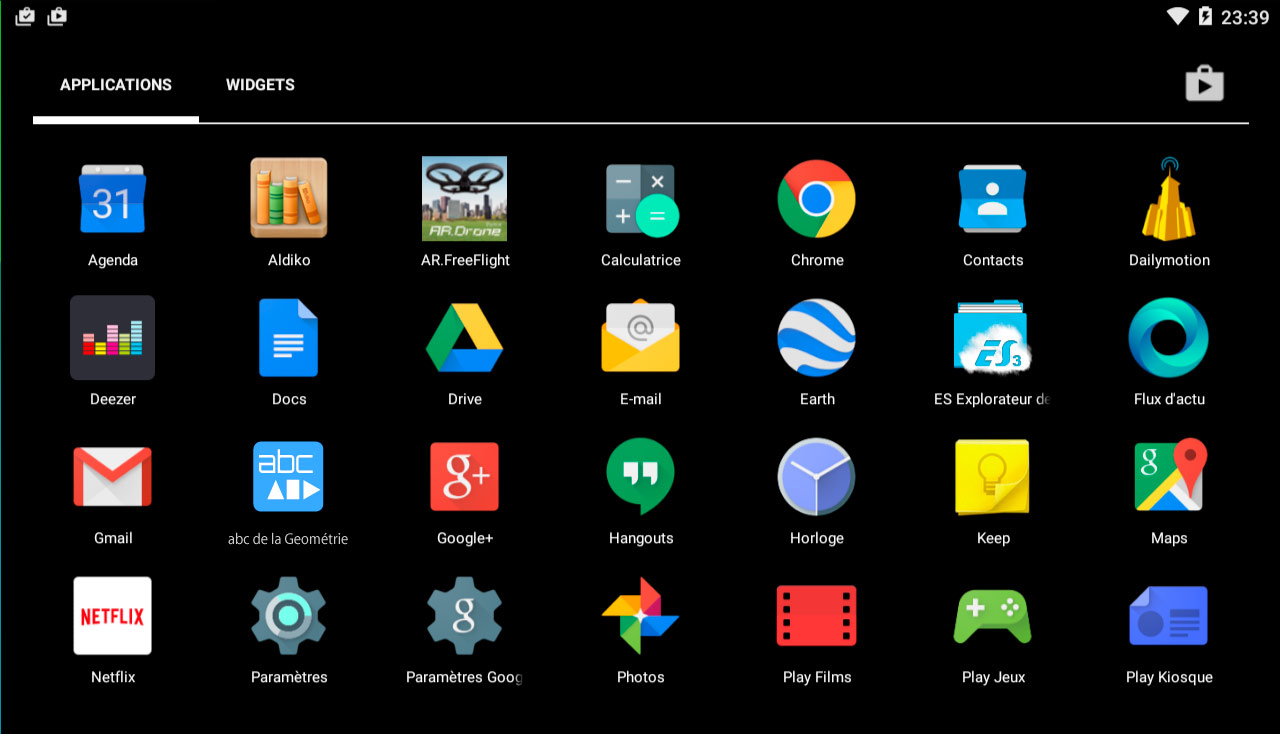 23:39
APPLICATIONS WIDGETS
31
AR.Drone
Agenda Aldiko AR.FreeFlight Calculatrice Chrome Contacts Dailymotion
@
ES3
Deezer Docs Drive E-mail Earth ES Explorateur de Flux d'actu
abc g+ g
Gmail abc de la Geométrie Google+ Hangouts Horloge Keep Maps
NETFLIX g
Netflix Paramètres Paramètres Goog Photos Play Films Play Jeux Play Kiosque